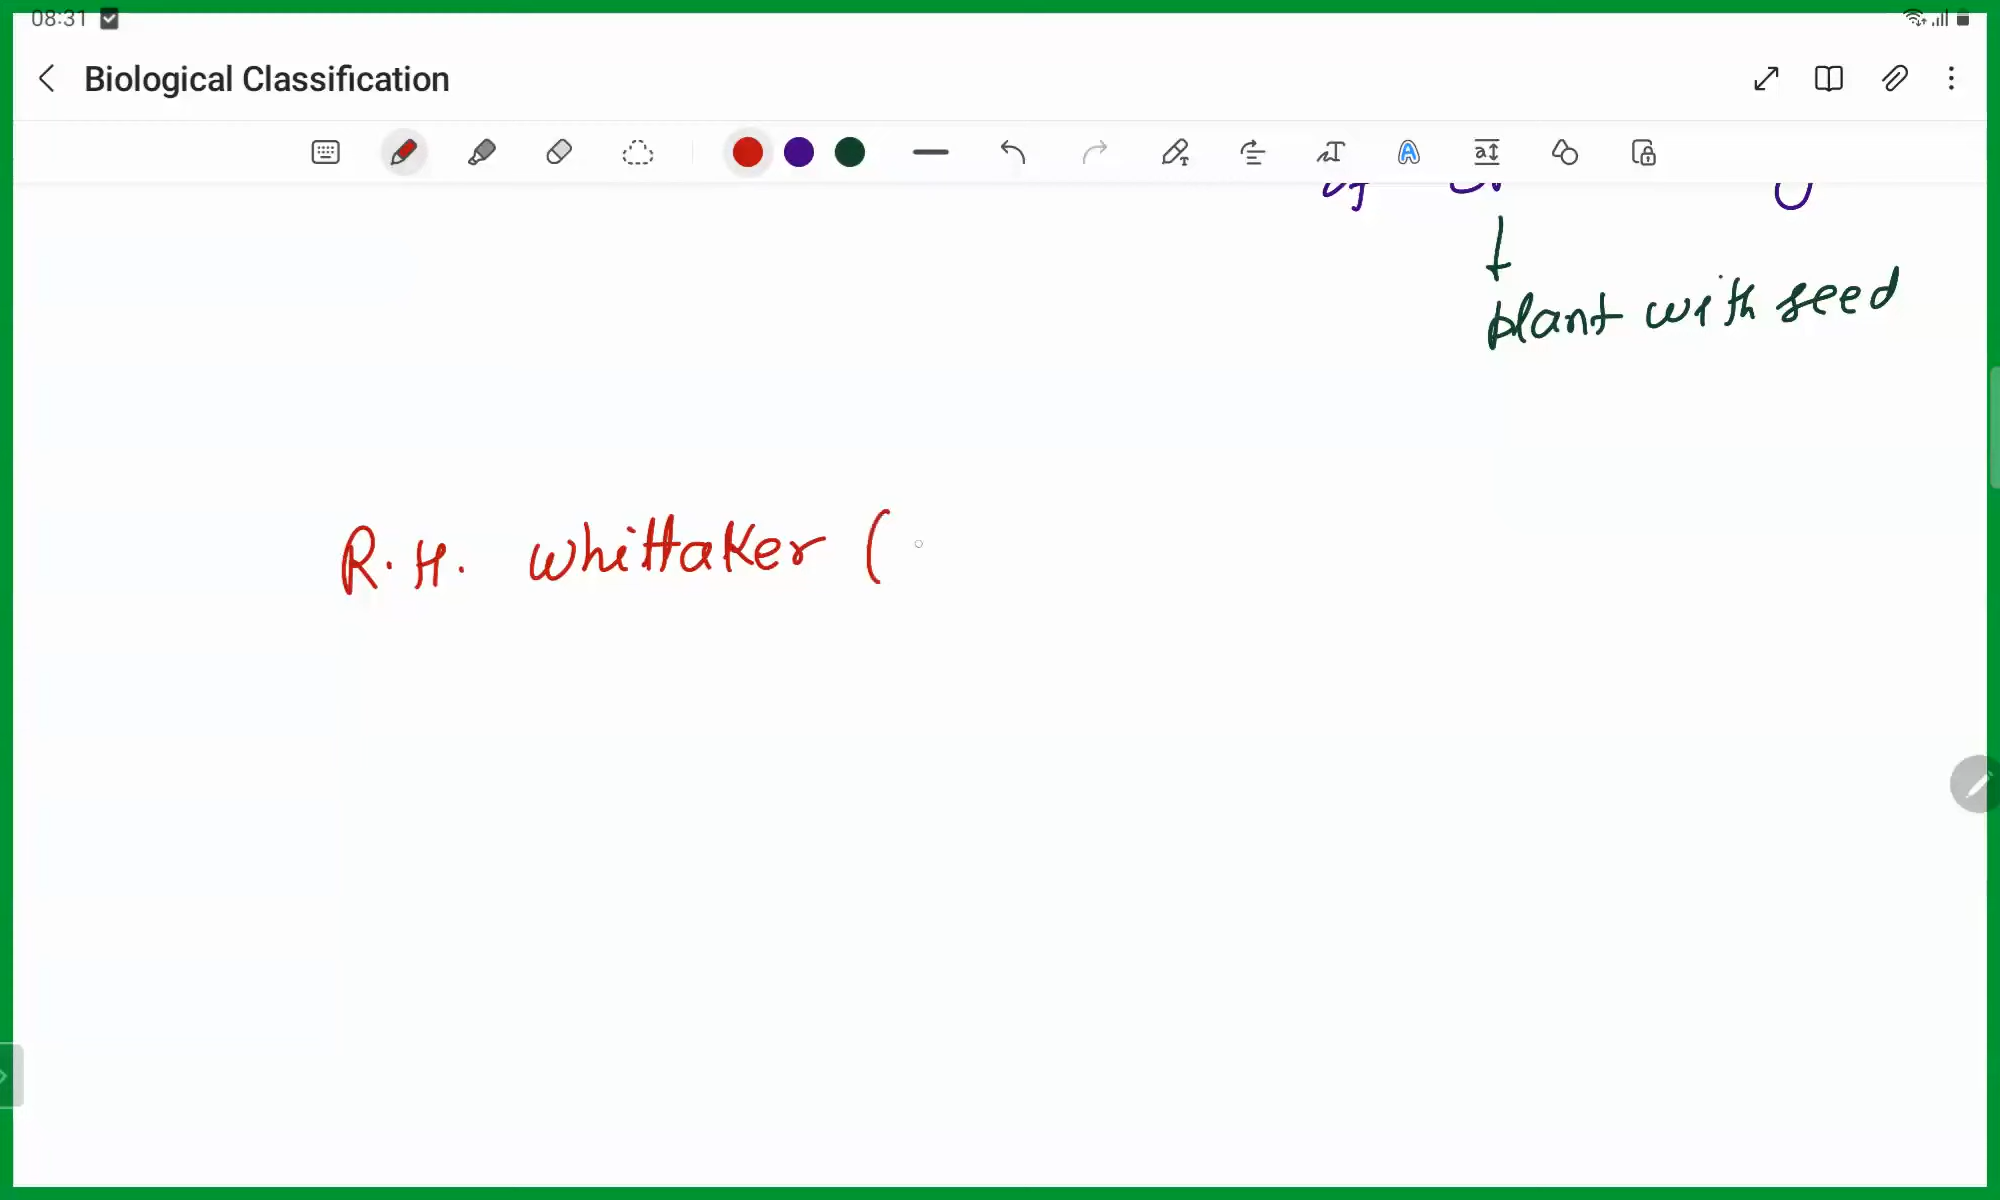 08:31
Biological Classification
plant with seed
R.H. Whittaker (